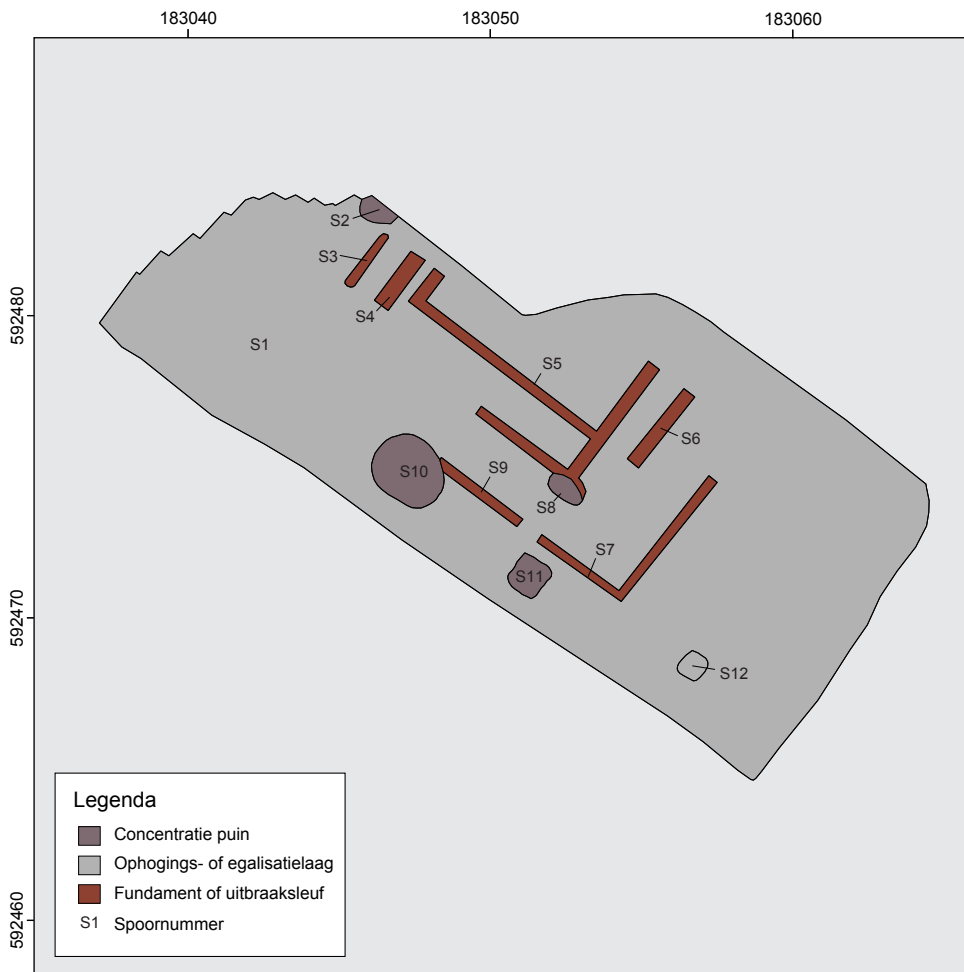 183040 183050 183060
592480
592470
592460
S2
S3
S4
S1
S5
S6
S10
S9
S8
S7
S11
S12
Legenda
Concentratie puin
Ophogings- of egalisatielaag
Fundament of uitbraaksleuf
S1 Spoornummer